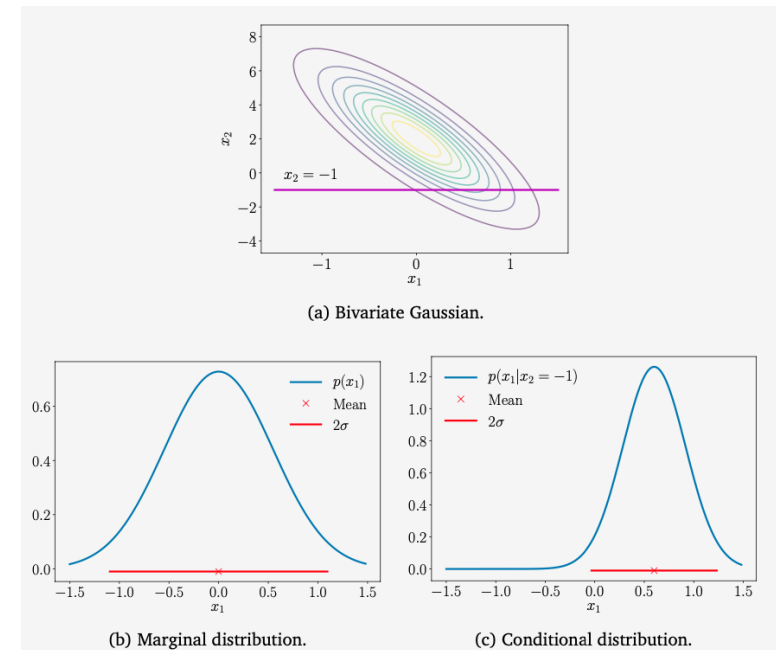 8
6
4
2
0
−2
−4
x₂
x₂ = −1
−1 0 1
x₁
(a) Bivariate Gaussian.
0.6
0.4
0.2
0.0
p(x₁)
Mean
2σ
−1.5 −1.0 −0.5 0.0 0.5 1.0 1.5
x₁
(b) Marginal distribution.
1.2
1.0
0.8
0.6
0.4
0.2
0.0
p(x₁|x₂ = −1)
Mean
2σ
−1.5 −1.0 −0.5 0.0 0.5 1.0 1.5
x₁
(c) Conditional distribution.